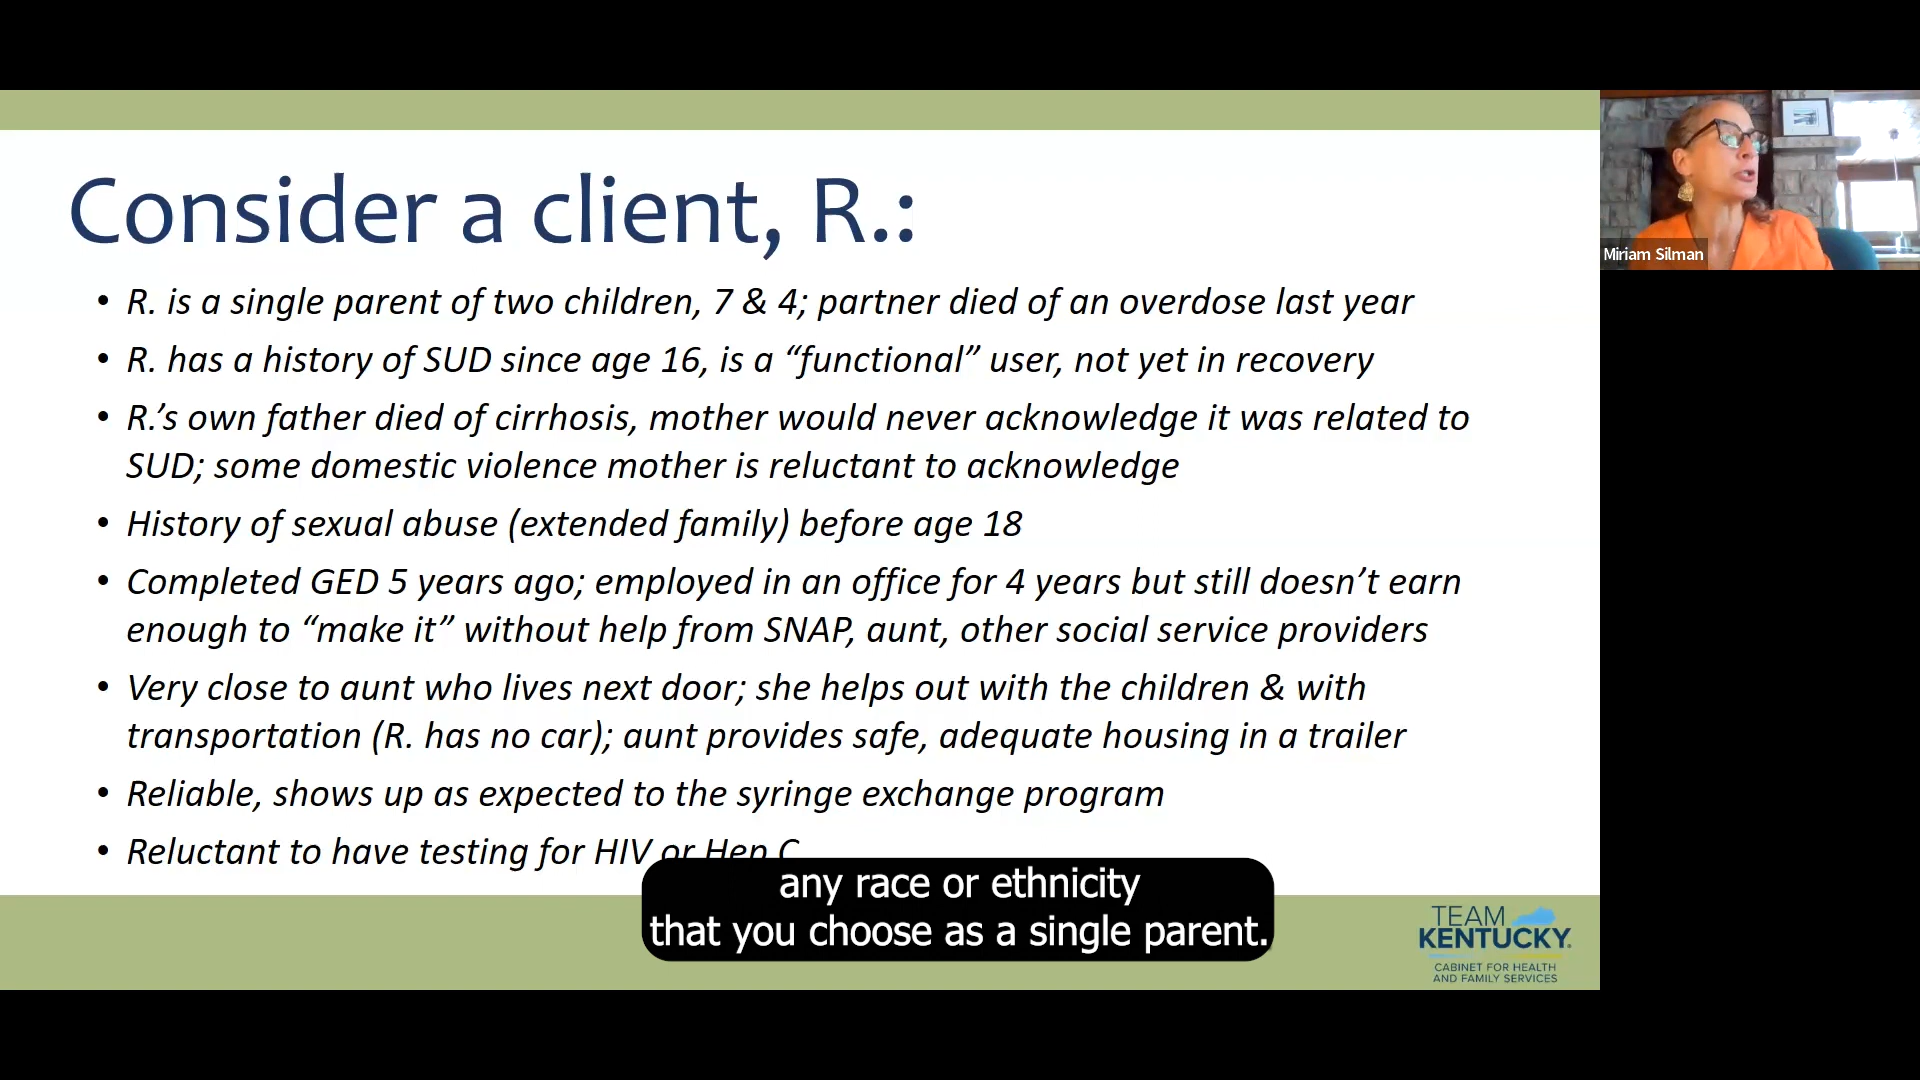 Consider a client, R.:
• R. is a single parent of two children, 7 & 4; partner died of an overdose last year
• R. has a history of SUD since age 16, is a “functional” user, not yet in recovery
• R.’s own father died of cirrhosis, mother would never acknowledge it was related to
SUD; some domestic violence mother is reluctant to acknowledge
• History of sexual abuse (extended family) before age 18
• Completed GED 5 years ago; employed in an office for 4 years but still doesn’t earn
enough to “make it” without help from SNAP, aunt, other social service providers
• Very close to aunt who lives next door; she helps out with the children & with
transportation (R. has no car); aunt provides safe, adequate housing in a trailer
• Reliable, shows up as expected to the syringe exchange program
• Reluctant to have testing for HIV or Hep C
any race or ethnicity
that you choose as a single parent.
Miriam Silman
TEAM
KENTUCKY
CABINET FOR HEALTH
AND FAMILY SERVICES